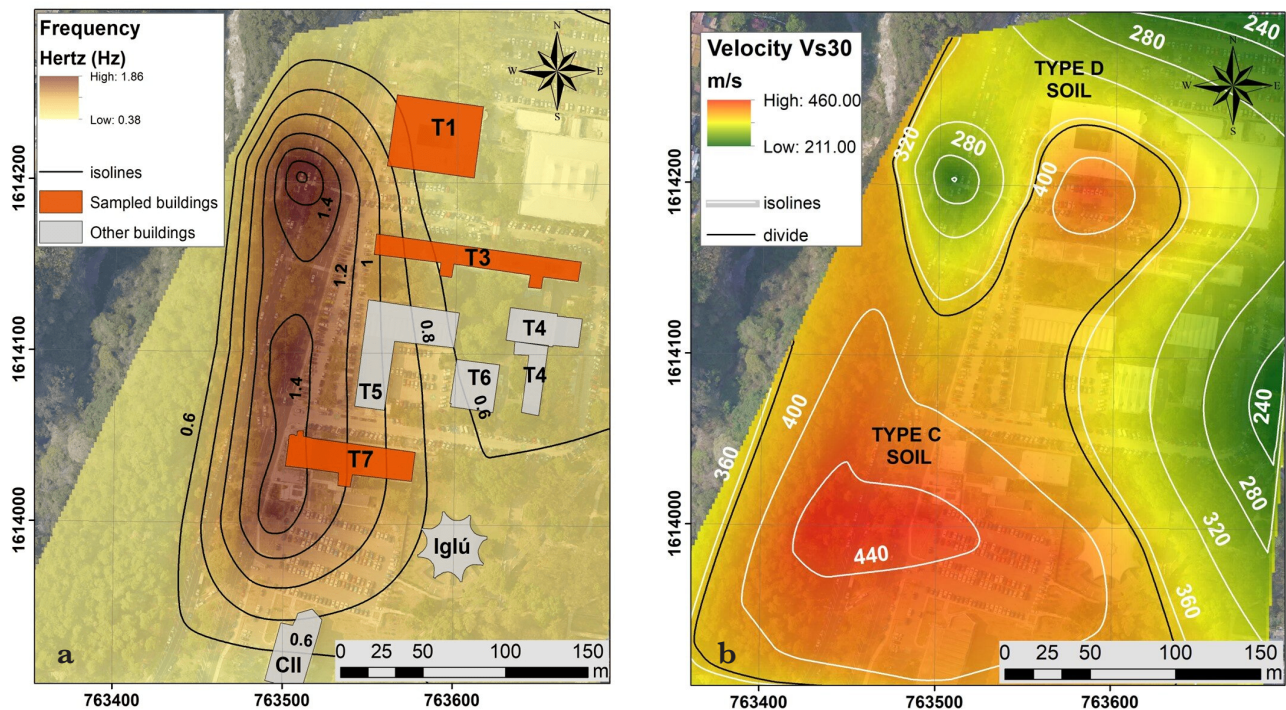 Frequency
Hertz (Hz)
High: 1.86
Low: 0.38
isolines
Sampled buildings
Other buildings
N
W E
S
T1
1.4
1.2
1
T3
0.8
T4
T4
T5
T6
0.6
1.4
0.6
T7
Iglú
0.6
CII
a
0 25 50 100 150
m
1614200
1614100
1614000
763400 763500 763600
Velocity Vs30
m/s
High: 460.00
Low: 211.00
isolines
divide
240
280
TYPE D
SOIL
N
W E
S
320
280
400
400
360
TYPE C
SOIL
440
240
280
320
360
b
0 25 50 100 150
m
1614200
1614100
1614000
763400 763500 763600